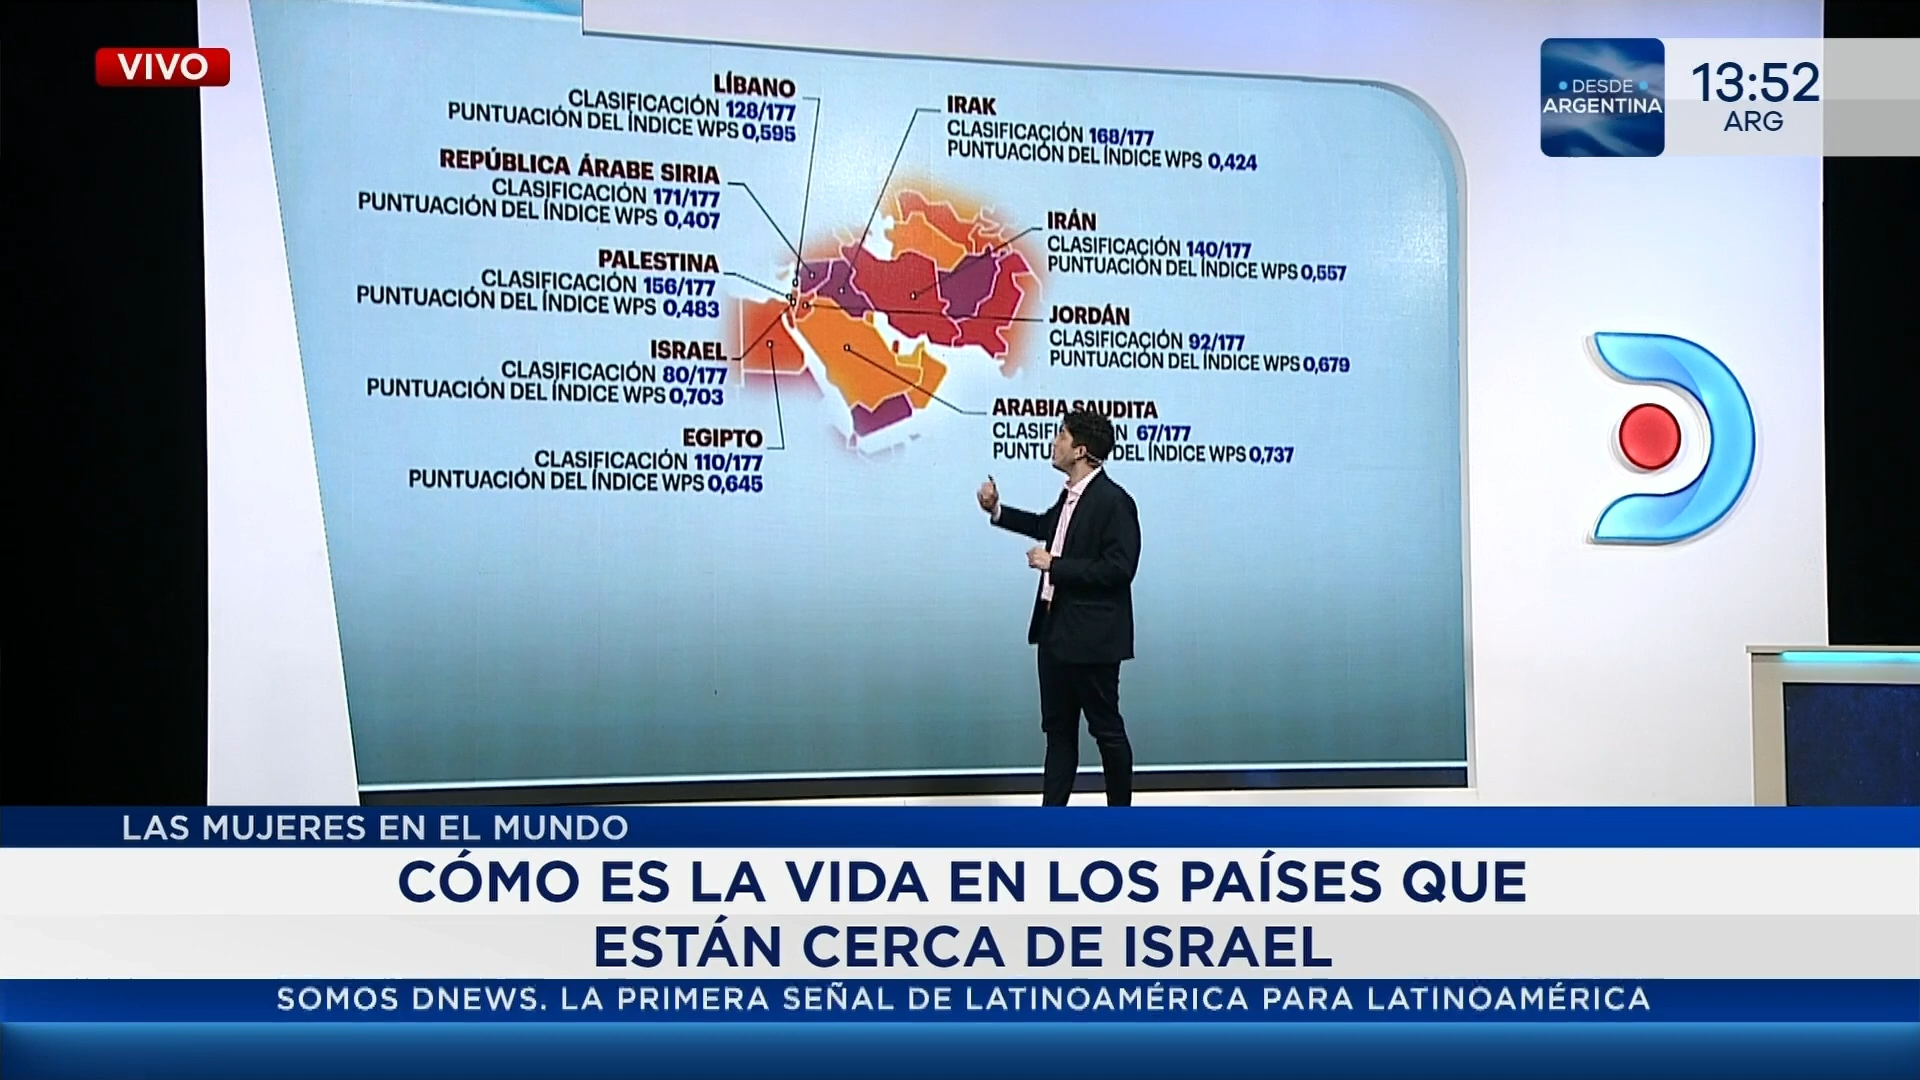 VIVO
DESDE
ARGENTINA
13:52
ARG
LÍBANO
CLASIFICACIÓN 128/177
PUNTUACIÓN DEL ÍNDICE WPS 0,595
REPÚBLICA ÁRABE SIRIA
CLASIFICACIÓN 171/177
PUNTUACIÓN DEL ÍNDICE WPS 0,407
PALESTINA
CLASIFICACIÓN 156/177
PUNTUACIÓN DEL ÍNDICE WPS 0,483
ISRAEL
CLASIFICACIÓN 80/177
PUNTUACIÓN DEL ÍNDICE WPS 0,703
EGIPTO
CLASIFICACIÓN 110/177
PUNTUACIÓN DEL ÍNDICE WPS 0,645
IRAK
CLASIFICACIÓN 168/177
PUNTUACIÓN DEL ÍNDICE WPS 0,424
IRÁN
CLASIFICACIÓN 140/177
PUNTUACIÓN DEL ÍNDICE WPS 0,557
JORDÁN
CLASIFICACIÓN 92/177
PUNTUACIÓN DEL ÍNDICE WPS 0,679
ARABIA SAUDITA
67/177
DEL ÍNDICE WPS 0,737
LAS MUJERES EN EL MUNDO
CÓMO ES LA VIDA EN LOS PAÍSES QUE
ESTÁN CERCA DE ISRAEL
SOMOS DNEWS. LA PRIMERA SEÑAL DE LATINOAMÉRICA PARA LATINOAMÉRICA